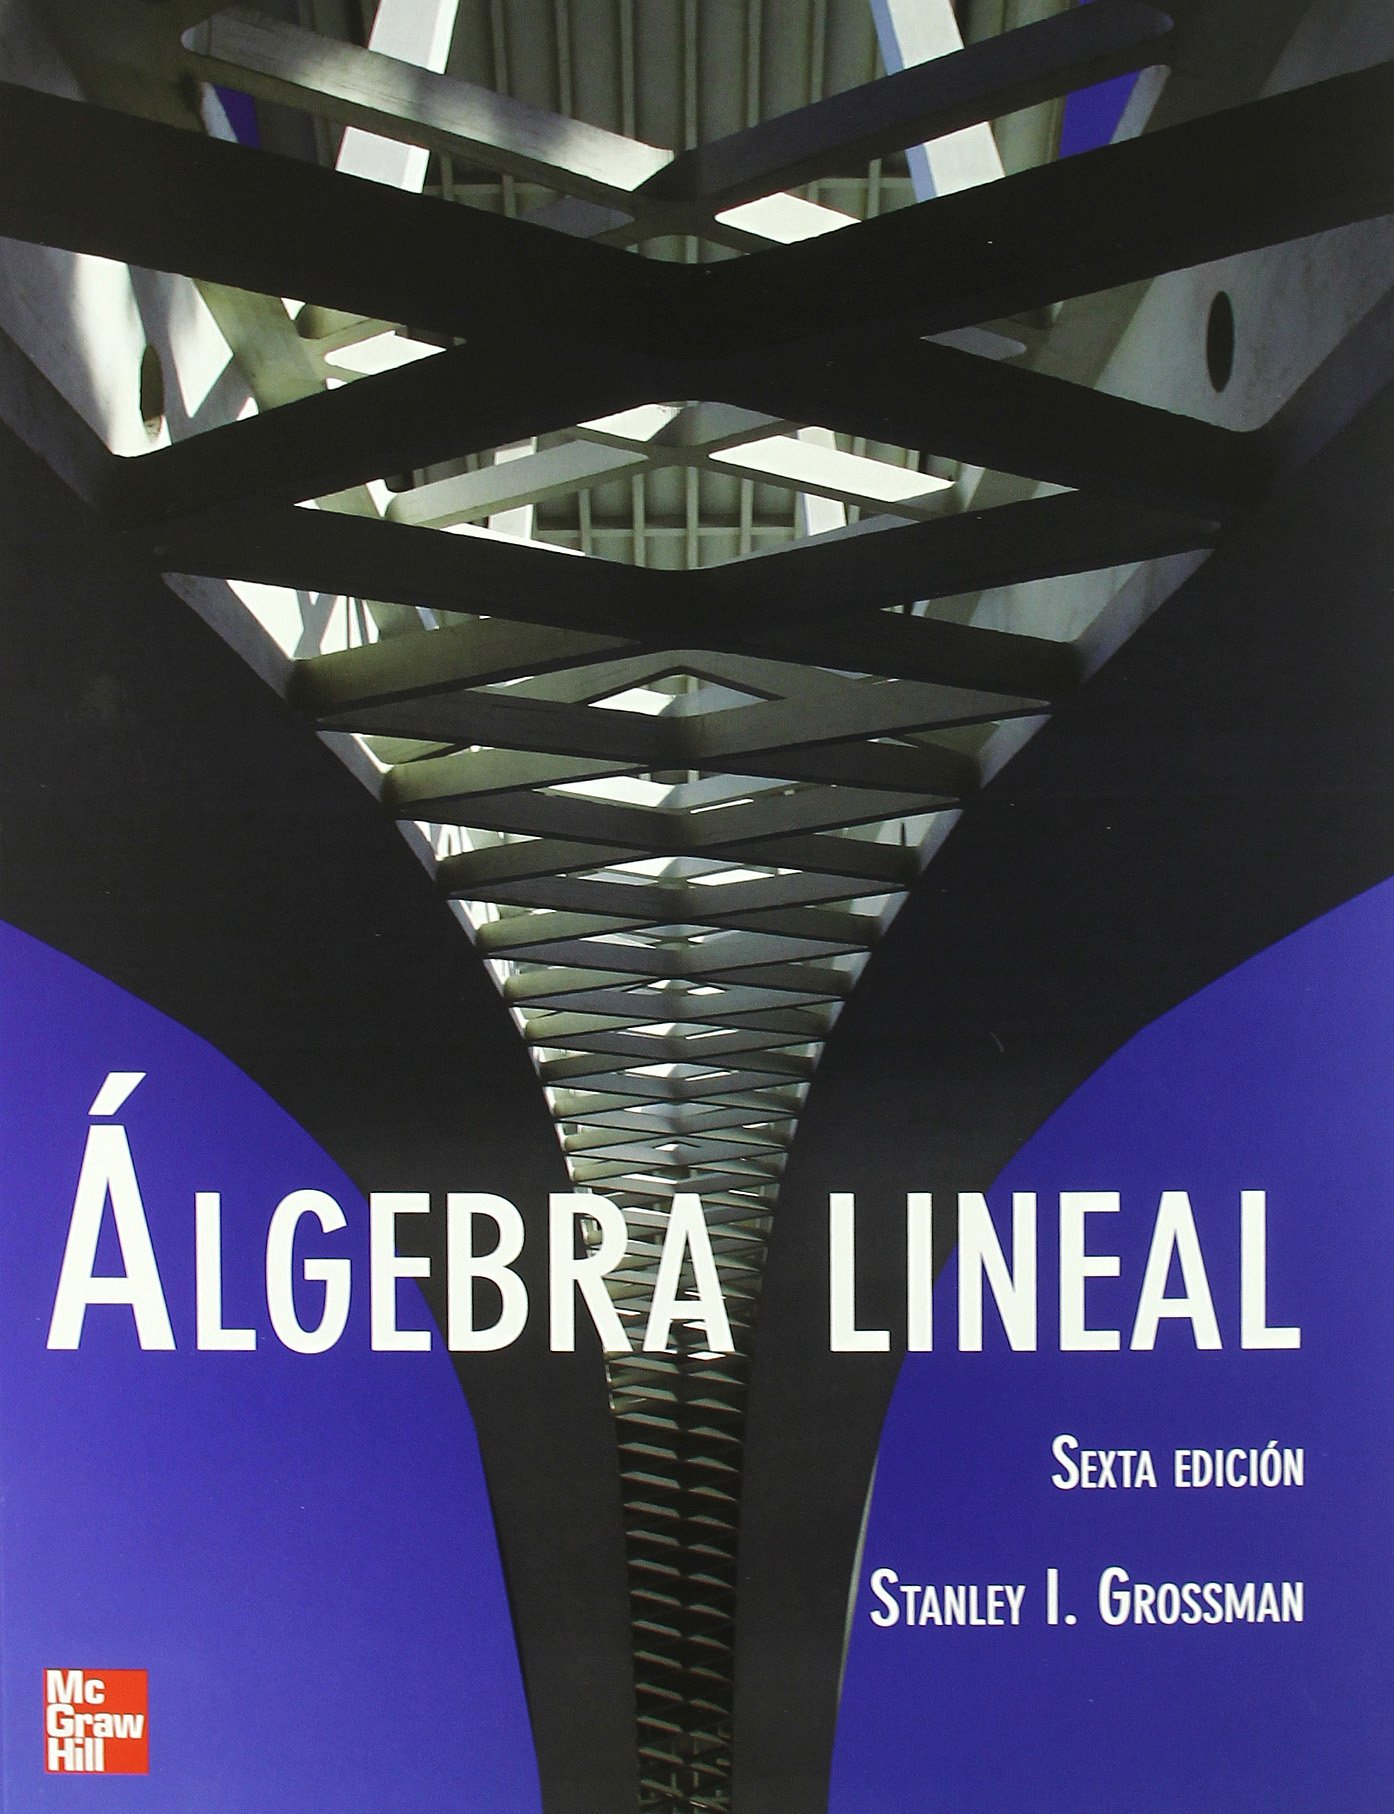 ÁLGEBRA LINEAL
SEXTA EDICIÓN
STANLEY I. GROSSMAN
Mc
Graw
Hill